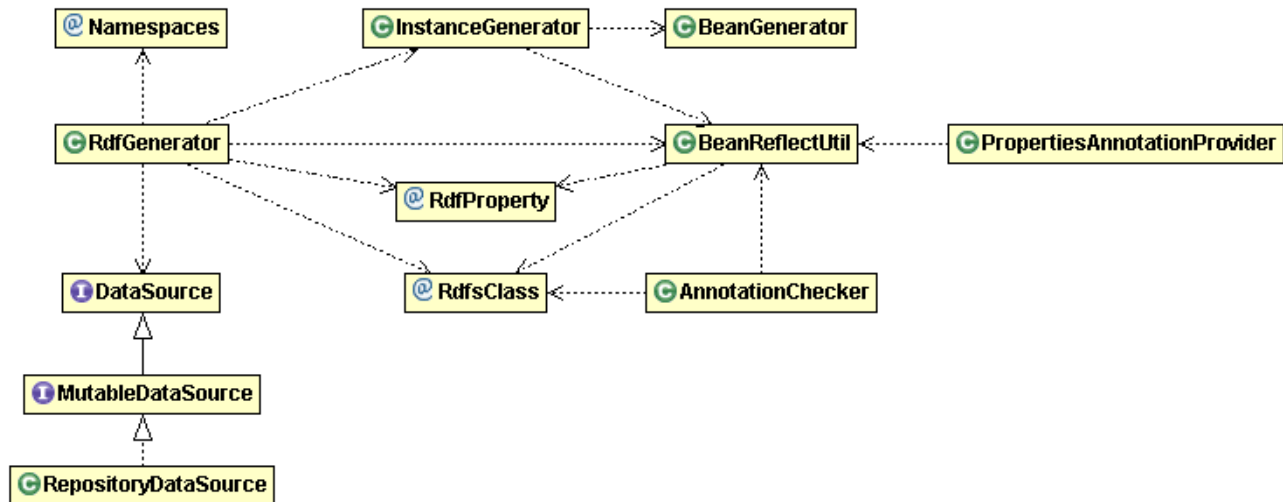 @ Namespaces
C InstanceGenerator
C BeanGenerator
C RdfGenerator
C BeanReflectUtil
C PropertiesAnnotationProvider
@ RdfProperty
I DataSource
@ RdfsClass
C AnnotationChecker
I MutableDataSource
C RepositoryDataSource